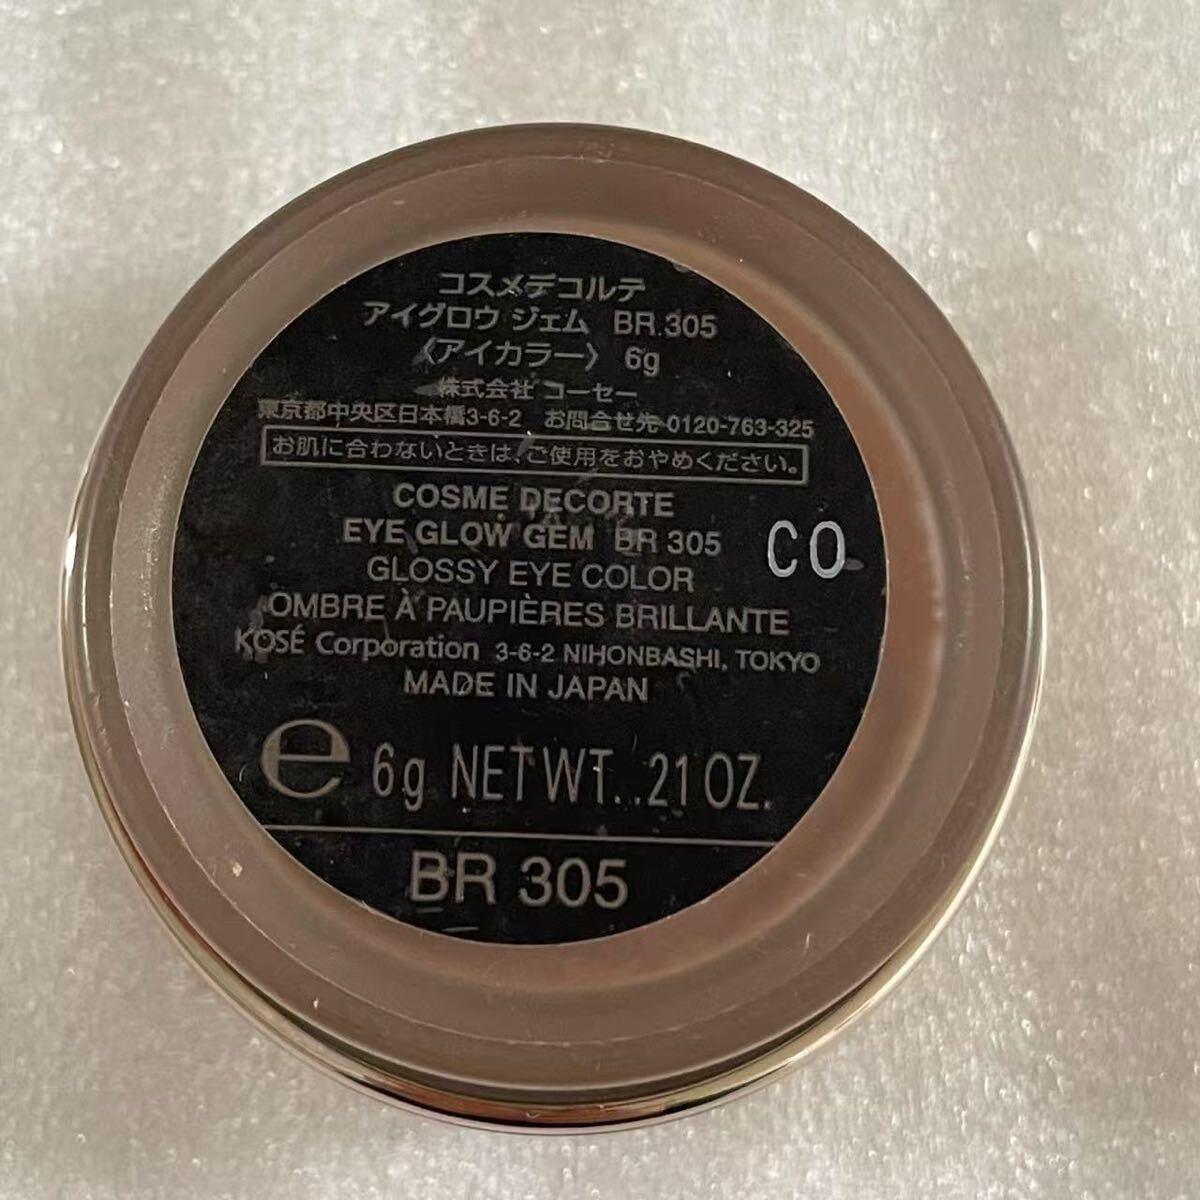 コスメデコルテ
アイグロウ ジェム BR 305
〈アイカラー〉 6g
株式会社 コーセー
東京都中央区日本橋3-6-2 お問合せ先 0120-763-325
お肌に合わないときは、ご使用をおやめください。
COSME DECORTE
EYE GLOW GEM BR 305
CO
GLOSSY EYE COLOR
OMBRE À PAUPIÈRES BRILLANTE
KOSÉ Corporation 3-6-2 NIHONBASHI, TOKYO
MADE IN JAPAN
℮ 6g NET WT. .21 OZ.
BR 305